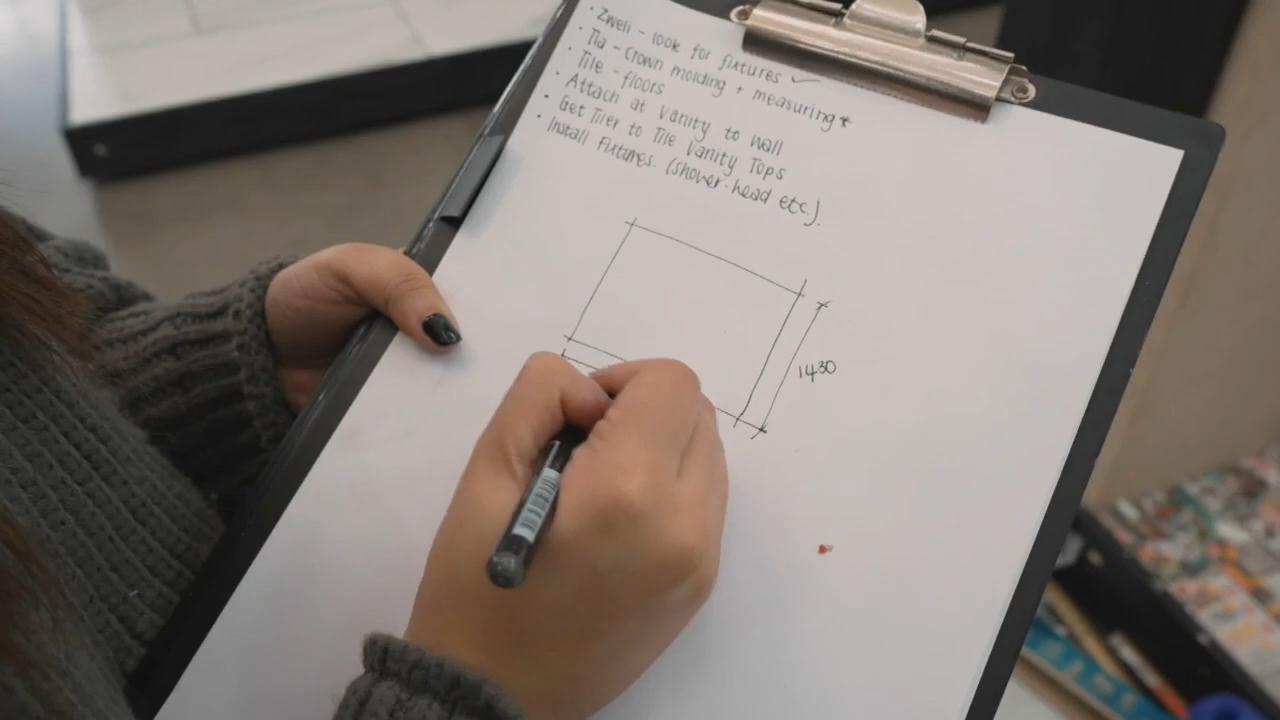 · Zweli - look for fixtures ✓
· Tia - Crown molding + measuring*
· Tile - floors
· Attach at Vanity to wall
· Get Tiler to Tile Vanity Tops
· Install Fixtures. (shower-head etc.).
1430